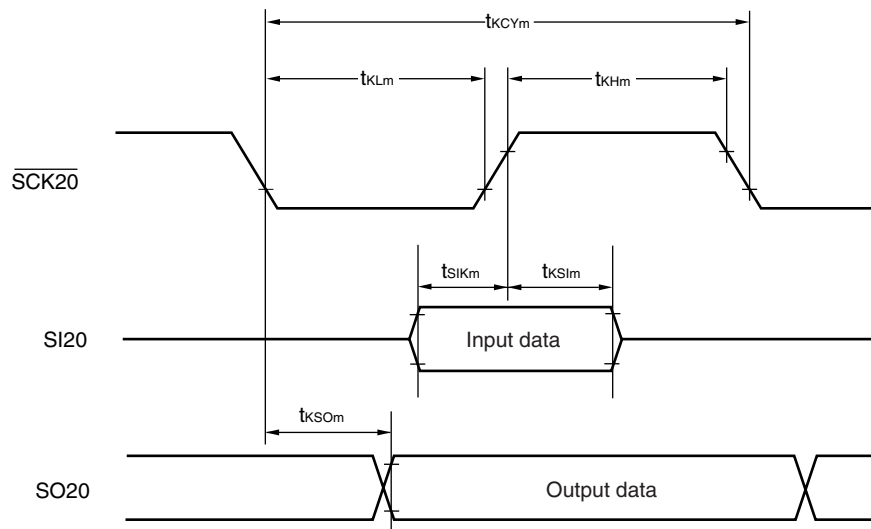 tKCYm
tKLm
tKHm
SCK20
tSIKm
tKSIm
SI20
Input data
tKSOm
SO20
Output data